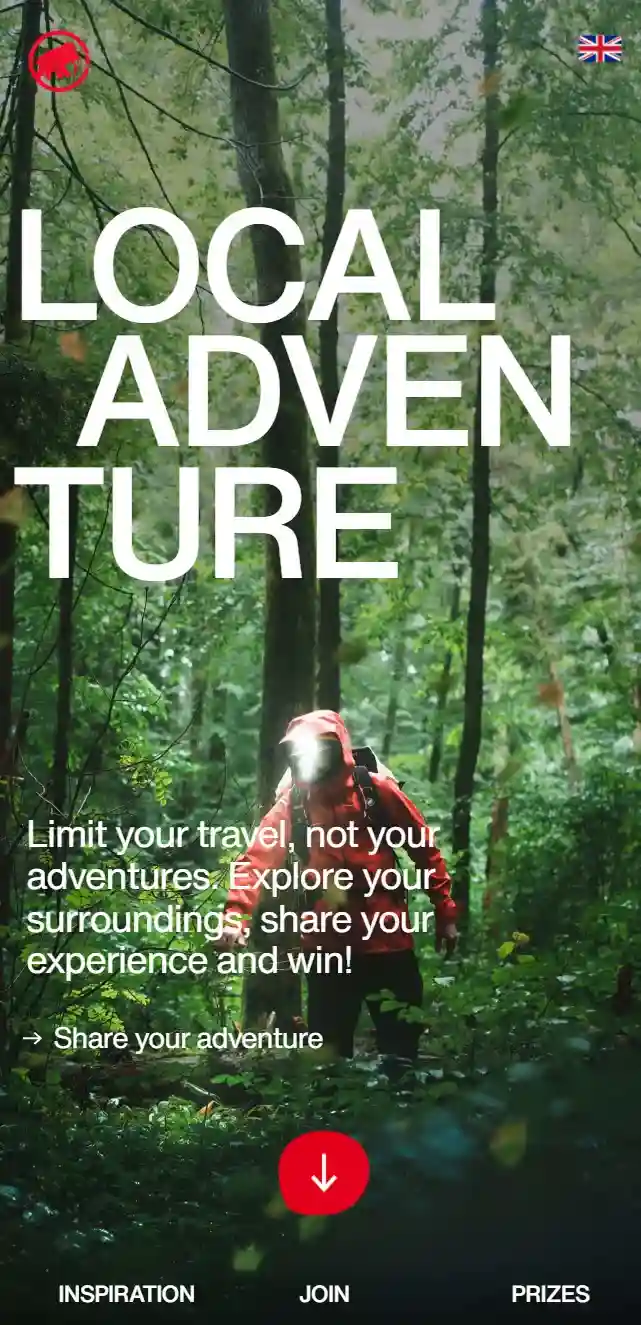 LOCAL
ADVEN
TURE
Limit your travel, not your
adventures. Explore your
surroundings, share your
experience and win!
→ Share your adventure
INSPIRATION JOIN PRIZES